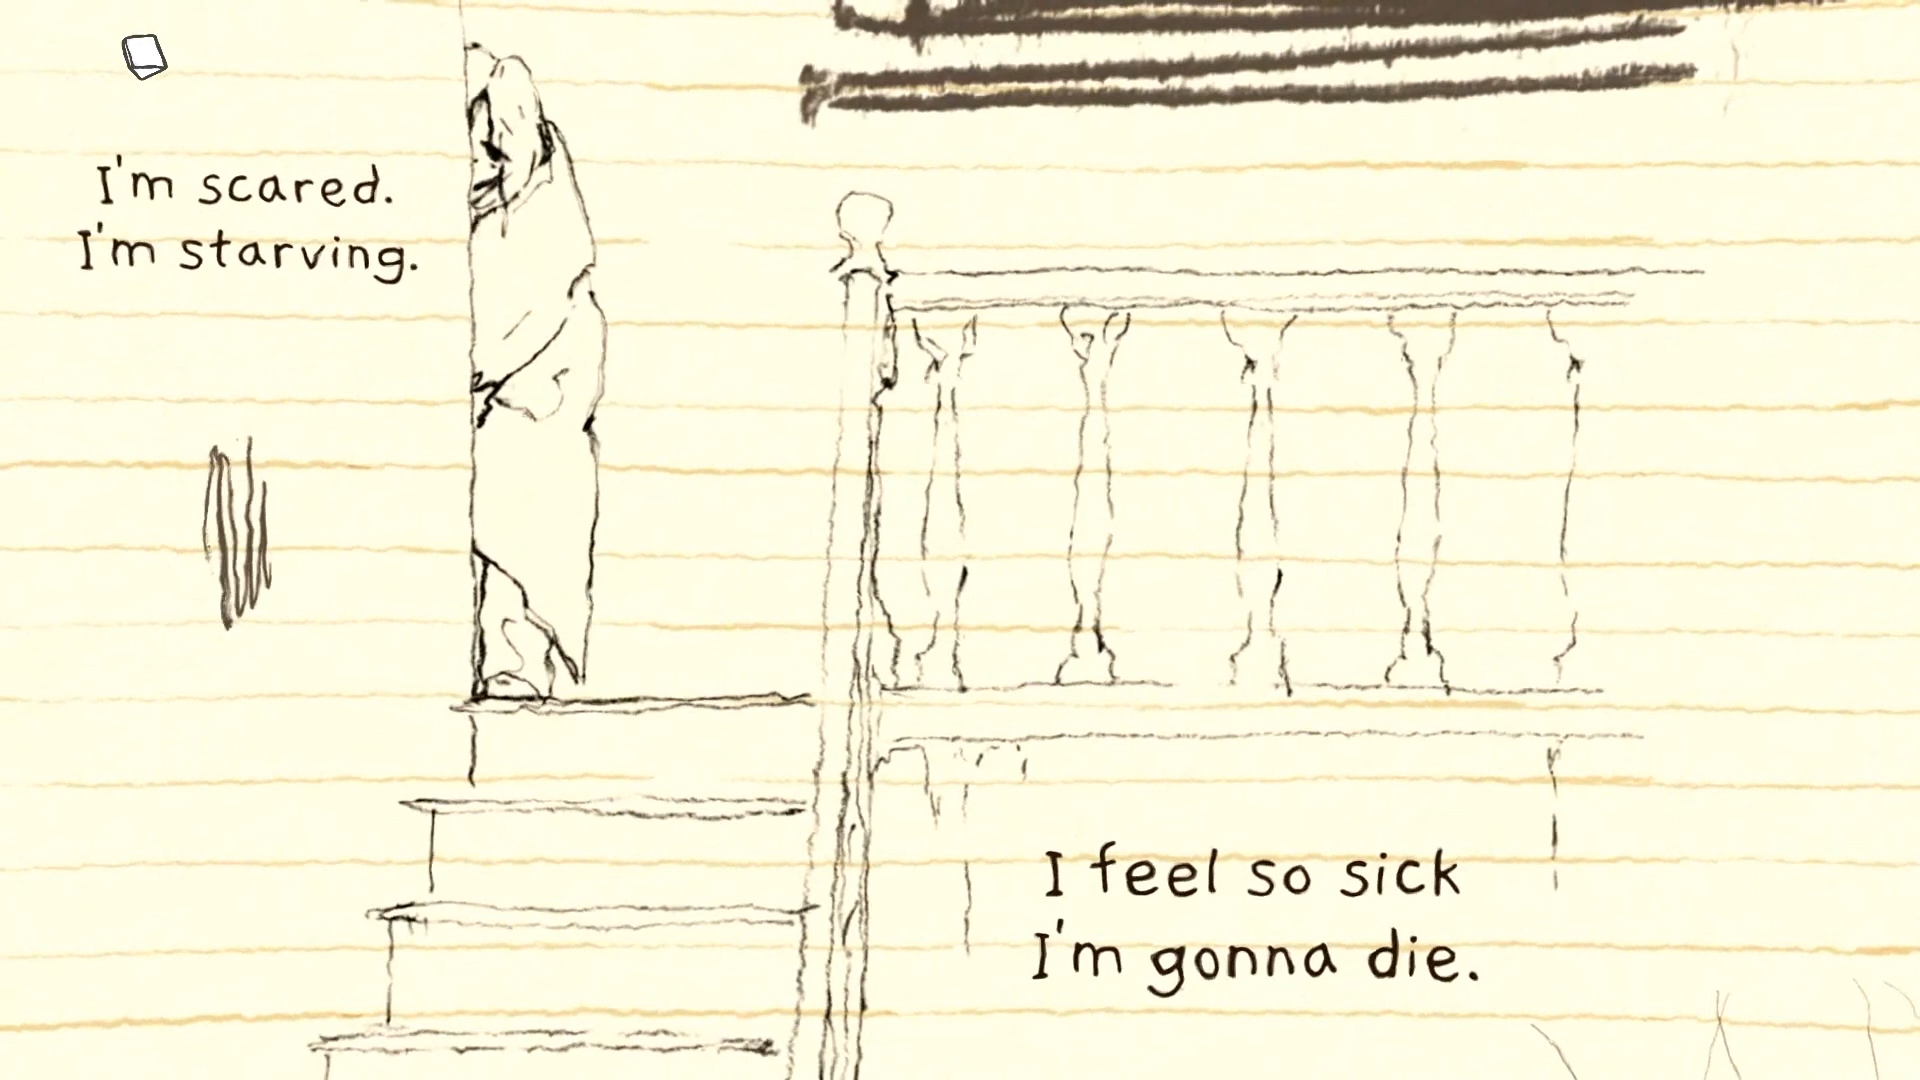 I'm scared.
I'm starving.
I feel so sick
I'm gonna die.